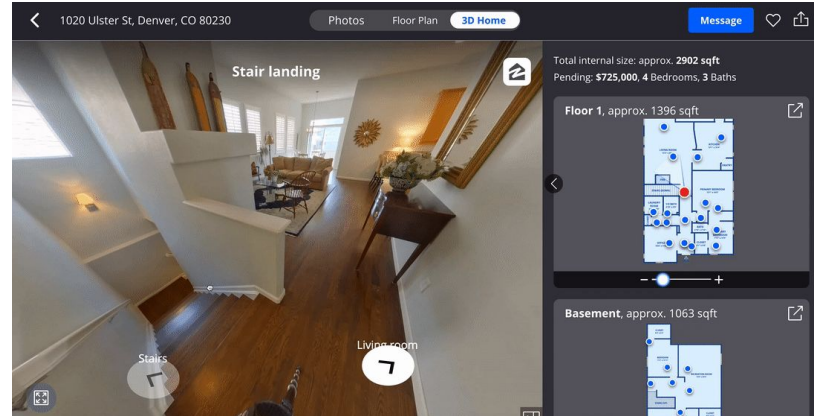 1020 Ulster St, Denver, CO 80230
Photos
Floor Plan
3D Home
Message
Stair landing
Stairs
Living room
Total internal size: approx. 2902 sqft
Pending: $725,000, 4 Bedrooms, 3 Baths
Floor 1, approx. 1396 sqft
Basement, approx. 1063 sqft